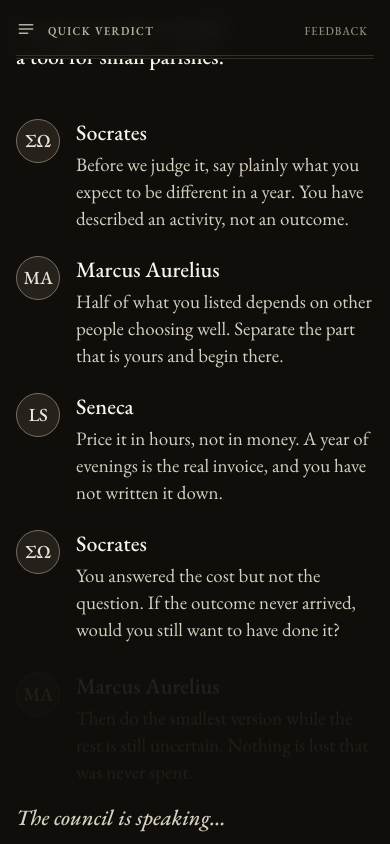 QUICK VERDICT
FEEDBACK
a tool for small parishes.
ΣΩ
Socrates
Before we judge it, say plainly what you
expect to be different in a year. You have
described an activity, not an outcome.
MA
Marcus Aurelius
Half of what you listed depends on other
people choosing well. Separate the part
that is yours and begin there.
LS
Seneca
Price it in hours, not in money. A year of
evenings is the real invoice, and you have
not written it down.
ΣΩ
Socrates
You answered the cost but not the
question. If the outcome never arrived,
would you still want to have done it?
MA
Marcus Aurelius
Then do the smallest version while the
rest is still uncertain. Nothing is lost that
was never spent.
The council is speaking...